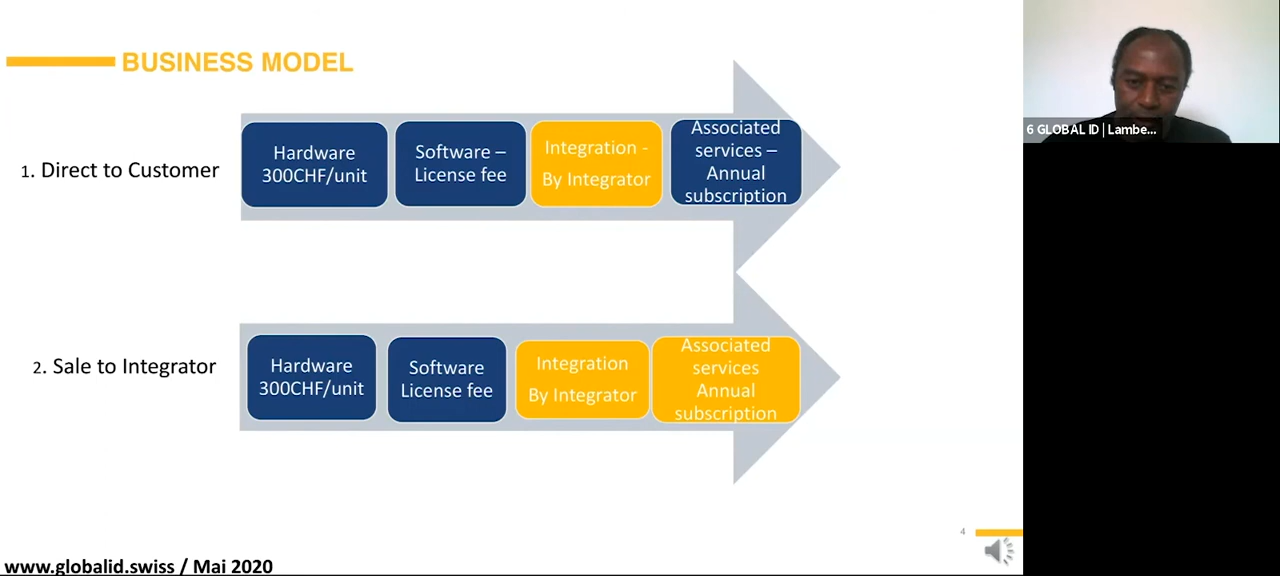 BUSINESS MODEL
1. Direct to Customer
Hardware
300CHF/unit
Software –
License fee
Integration -
By Integrator
Associated
services –
Annual
subscription
2. Sale to Integrator
Hardware
300CHF/unit
Software
License fee
Integration
By Integrator
Associated
services
Annual
subscription
4
www.globalid.swiss / Mai 2020
6 GLOBAL ID | Lambe...